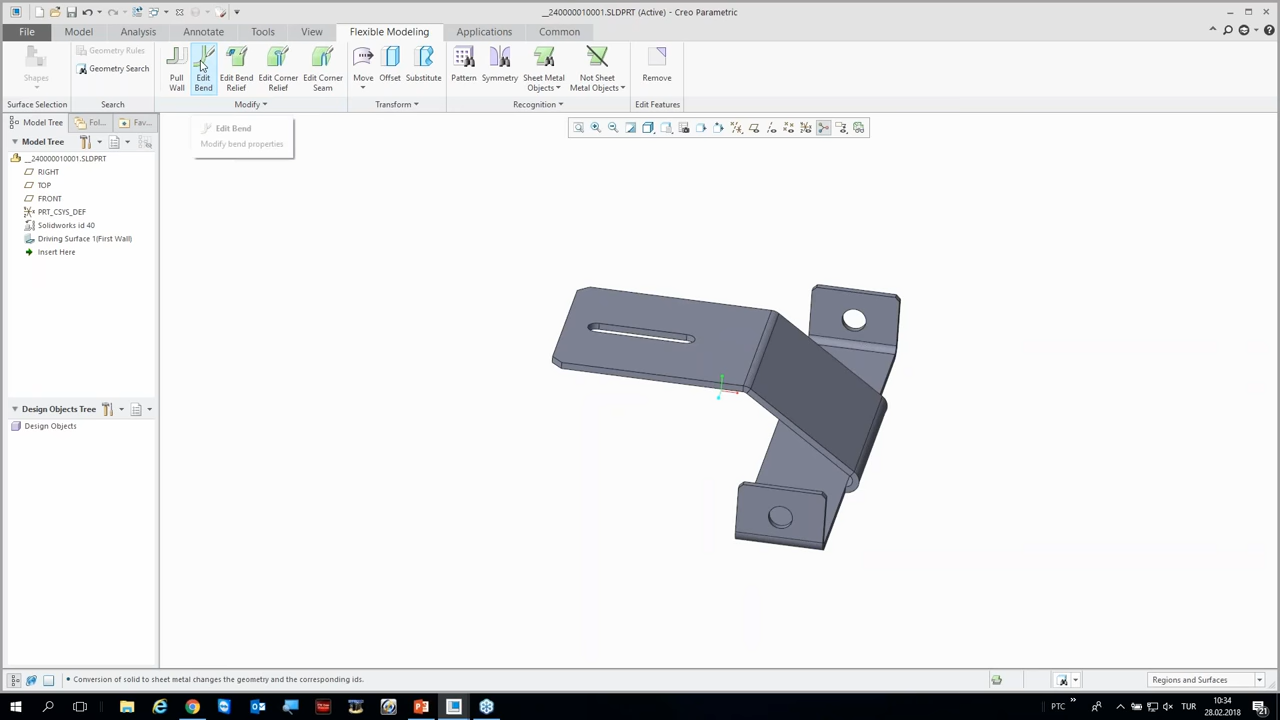 __240000010001.SLDPRT (Active) - Creo Parametric
File
Model
Analysis
Annotate
Tools
View
Flexible Modeling
Applications
Common
Shapes
Surface Selection
Geometry Rules
Geometry Search
Search
Pull Wall
Edit Bend
Edit Bend Relief
Edit Corner Relief
Edit Corner Seam
Modify
Move
Offset
Substitute
Transform
Pattern
Symmetry
Sheet Metal Objects
Not Sheet Metal Objects
Recognition
Remove
Edit Features
Model Tree
Fol...
Fav...
Edit Bend
Modify bend properties
Model Tree
__240000010001.SLDPRT
RIGHT
TOP
FRONT
PRT_CSYS_DEF
Solidworks id 40
Driving Surface 1(First Wall)
Insert Here
Design Objects Tree
Design Objects
• Conversion of solid to sheet metal changes the geometry and the corresponding ids.
Regions and Surfaces
PTC
TUR
10:34
28.02.2018
21